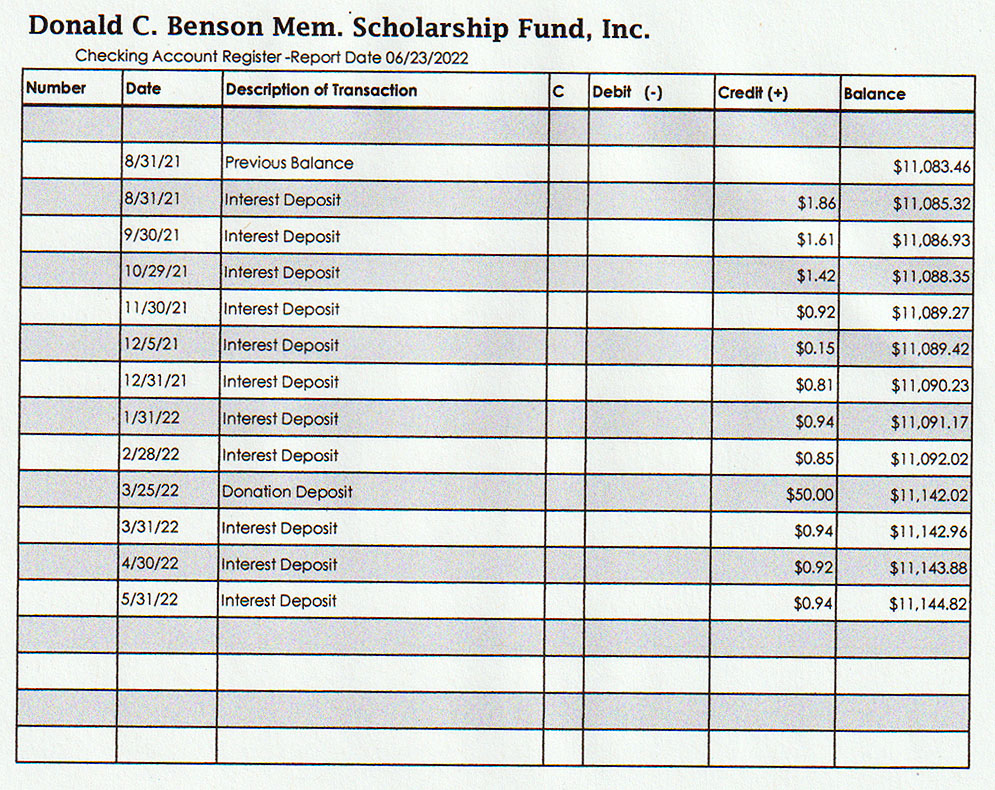 Donald C. Benson Mem. Scholarship Fund, Inc.
Checking Account Register -Report Date 06/23/2022
Number Date Description of Transaction C Debit (-) Credit (+) Balance
8/31/21 Previous Balance $11,083.46
8/31/21 Interest Deposit $1.86 $11,085.32
9/30/21 Interest Deposit $1.61 $11,086.93
10/29/21 Interest Deposit $1.42 $11,088.35
11/30/21 Interest Deposit $0.92 $11,089.27
12/5/21 Interest Deposit $0.15 $11,089.42
12/31/21 Interest Deposit $0.81 $11,090.23
1/31/22 Interest Deposit $0.94 $11,091.17
2/28/22 Interest Deposit $0.85 $11,092.02
3/25/22 Donation Deposit $50.00 $11,142.02
3/31/22 Interest Deposit $0.94 $11,142.96
4/30/22 Interest Deposit $0.92 $11,143.88
5/31/22 Interest Deposit $0.94 $11,144.82